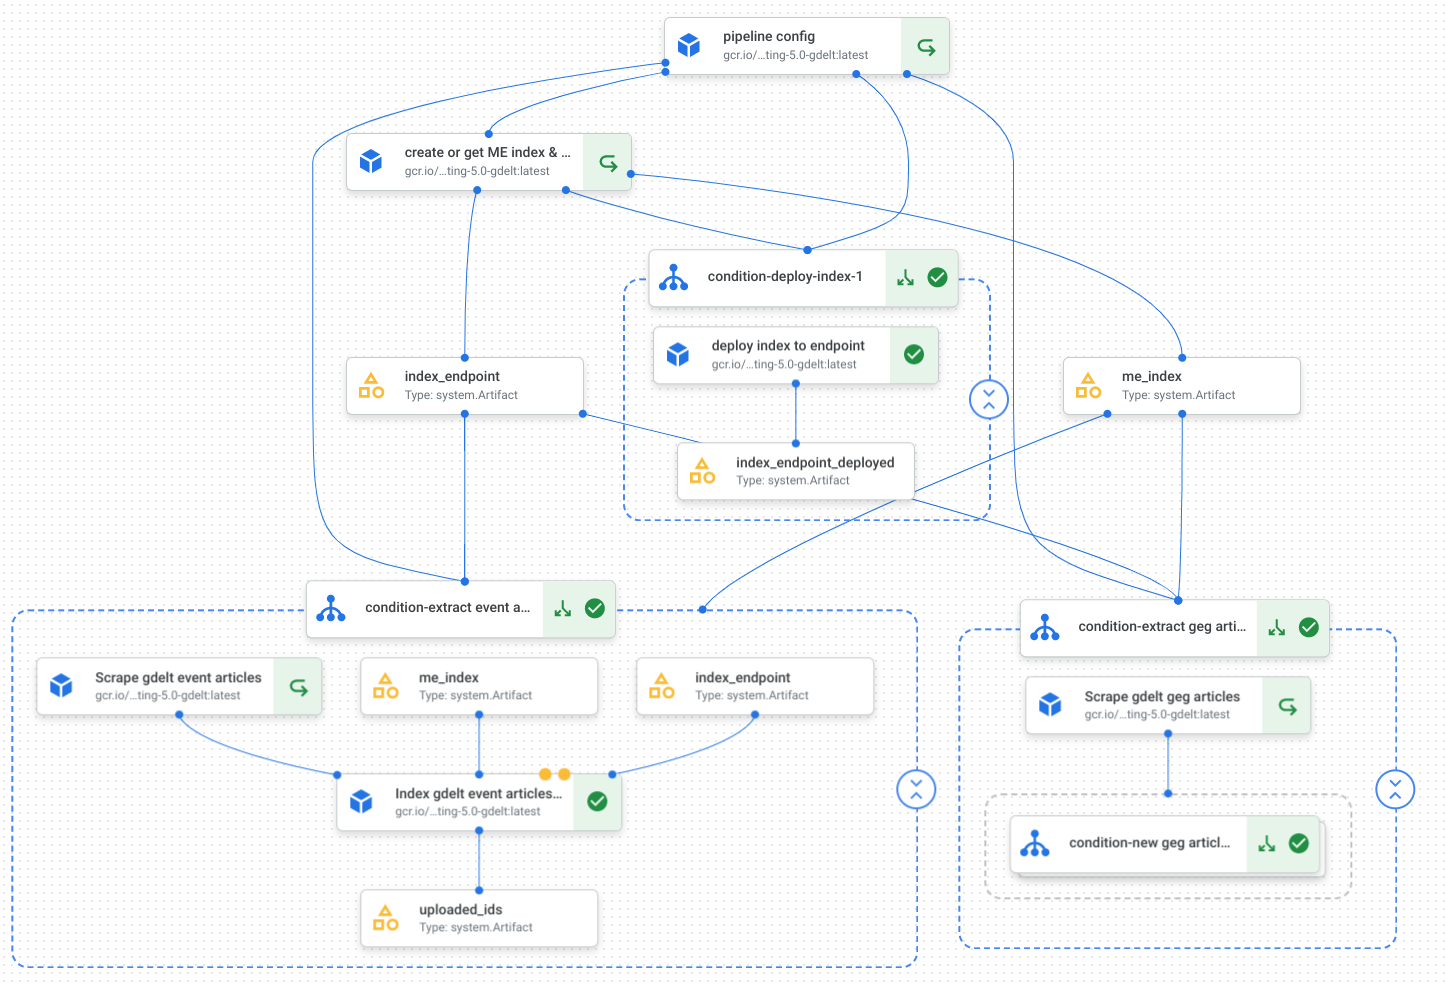 pipeline config
gcr.io/...ting-5.0-gdelt:latest
create or get ME index & ...
gcr.io/...ting-5.0-gdelt:latest
condition-deploy-index-1
deploy index to endpoint
gcr.io/...ting-5.0-gdelt:latest
index_endpoint
Type: system.Artifact
me_index
Type: system.Artifact
index_endpoint_deployed
Type: system.Artifact
condition-extract event a...
condition-extract geg arti...
Scrape gdelt event articles
gcr.io/...ting-5.0-gdelt:latest
me_index
Type: system.Artifact
index_endpoint
Type: system.Artifact
Scrape gdelt geg articles
gcr.io/...ting-5.0-gdelt:latest
Index gdelt event articles...
gcr.io/...ting-5.0-gdelt:latest
condition-new geg articl...
uploaded_ids
Type: system.Artifact